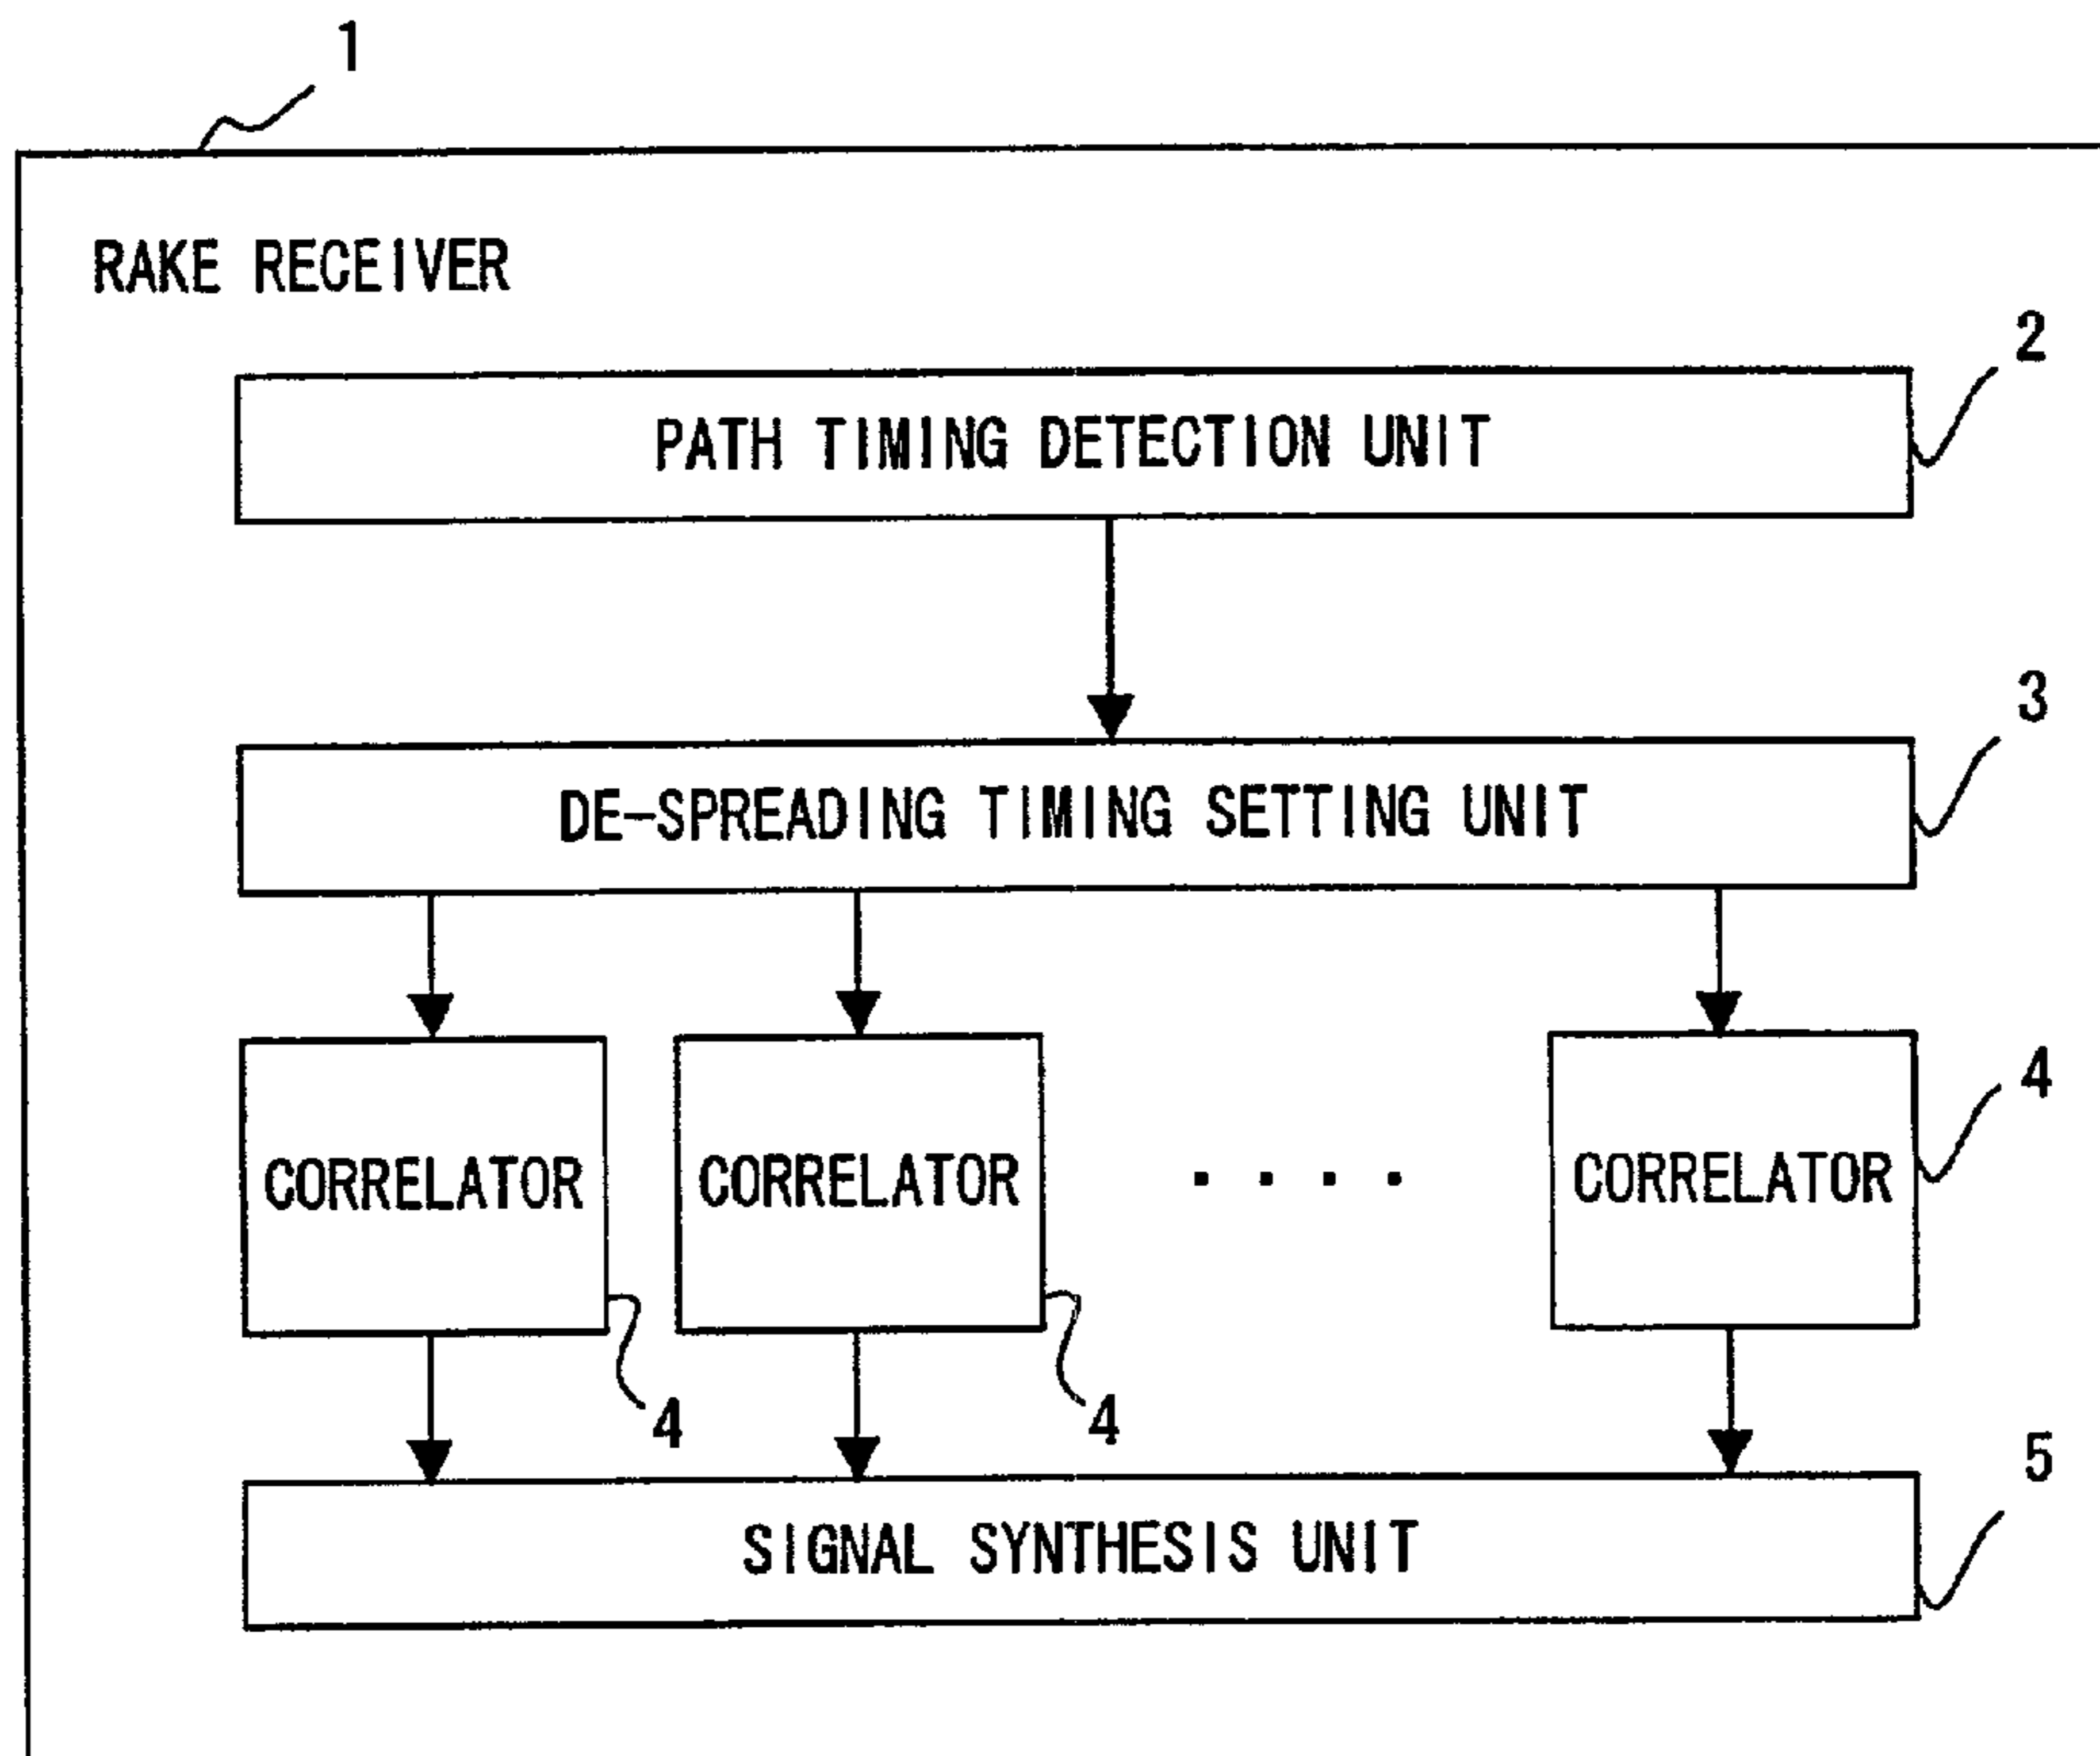 1
RAKE RECEIVER
2
PATH TIMING DETECTION UNIT
3
DE-SPREADING TIMING SETTING UNIT
4
CORRELATOR CORRELATOR . . . . CORRELATOR
4 4
5
SIGNAL SYNTHESIS UNIT